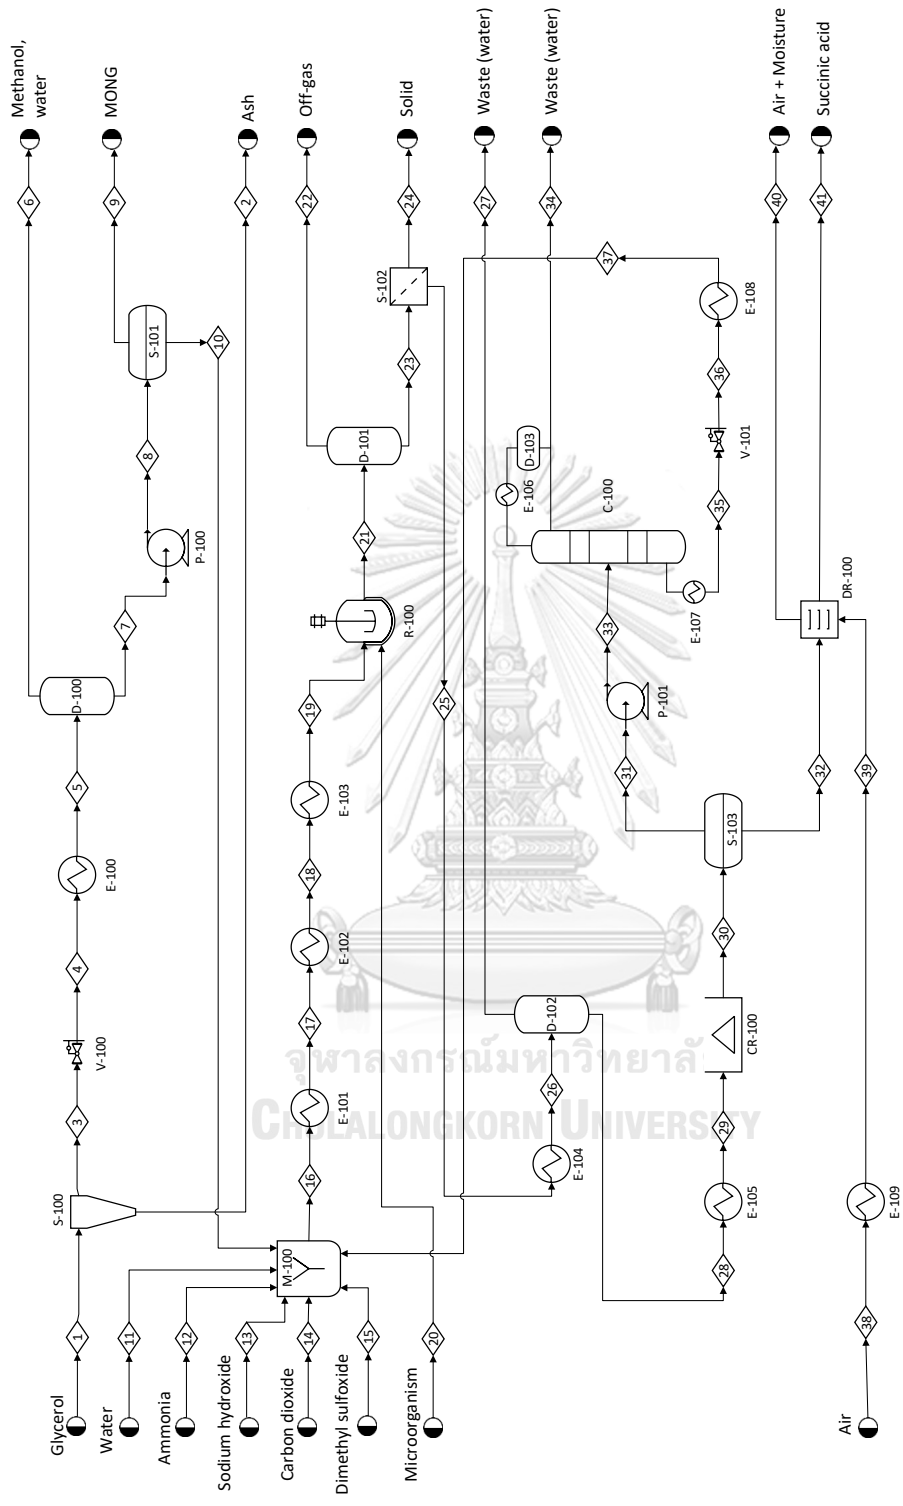 Glycerol
1
S-100
3
V-100
4
E-100
5
D-100
6
Methanol,
water
7
P-100
8
S-101
9
MONG
10
2
Ash
Water
11
Ammonia
12
Sodium hydroxide
13
Carbon dioxide
14
Dimethyl sulfoxide
15
Microorganism
20
M-100
16
E-101
17
E-102
18
E-103
19
R-100
21
D-101
22
Off-gas
23
S-102
24
Solid
25
E-104
26
D-102
27
Waste (water)
28
E-105
29
CR-100
30
S-103
31
P-101
33
C-100
E-106
D-103
34
Waste (water)
E-107
35
V-101
36
E-108
37
32
Air
38
E-109
39
DR-100
40
Air + Moisture
41
Succinic acid
จุฬาลงกรณ์มหาวิทยาลัย
CHULALONGKORN UNIVERSITY